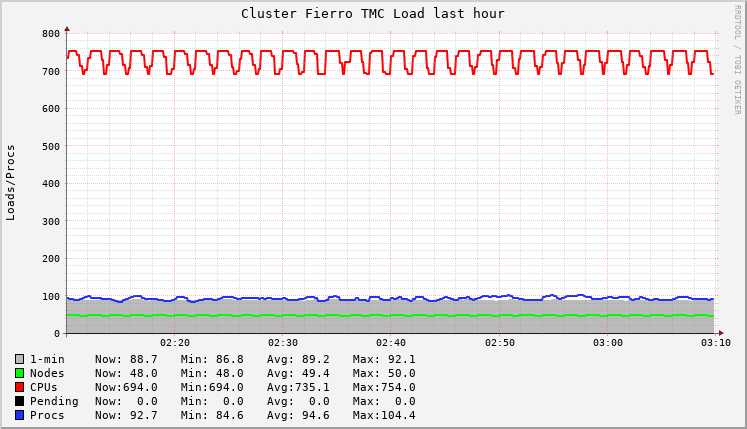 Cluster Fierro TMC Load last hour
RRDTOOL / TOBI OETIKER
Loads/Procs
800
700
600
500
400
300
200
100
0
02:20 02:30 02:40 02:50 03:00 03:10
1-min Now: 88.7 Min: 86.8 Avg: 89.2 Max: 92.1
Nodes Now: 48.0 Min: 48.0 Avg: 49.4 Max: 50.0
CPUs Now:694.0 Min:694.0 Avg:735.1 Max:754.0
Pending Now: 0.0 Min: 0.0 Avg: 0.0 Max: 0.0
Procs Now: 92.7 Min: 84.6 Avg: 94.6 Max:104.4